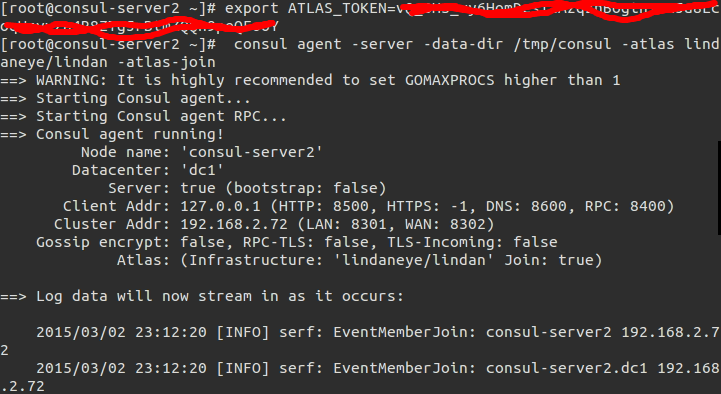 [root@consul-server2 ~]# export ATLAS_TOKEN=
[root@consul-server2 ~]#  consul agent -server -data-dir /tmp/consul -atlas lind
aneye/lindan -atlas-join
==> WARNING: It is highly recommended to set GOMAXPROCS higher than 1
==> Starting Consul agent...
==> Starting Consul agent RPC...
==> Consul agent running!
Node name: 'consul-server2'
Datacenter: 'dc1'
Server: true (bootstrap: false)
Client Addr: 127.0.0.1 (HTTP: 8500, HTTPS: -1, DNS: 8600, RPC: 8400)
Cluster Addr: 192.168.2.72 (LAN: 8301, WAN: 8302)
Gossip encrypt: false, RPC-TLS: false, TLS-Incoming: false
Atlas: (Infrastructure: 'lindaneye/lindan' Join: true)
==> Log data will now stream in as it occurs:
2015/03/02 23:12:20 [INFO] serf: EventMemberJoin: consul-server2 192.168.2.7
2
2015/03/02 23:12:20 [INFO] serf: EventMemberJoin: consul-server2.dc1 192.168
.2.72